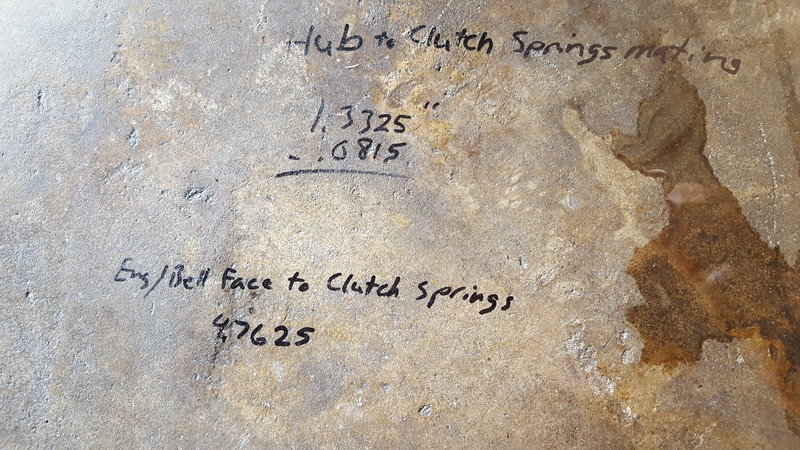 Hub to Clutch Springs mating
1.3325"
- .0815
Eng/Bell Face to Clutch Springs
4.7625